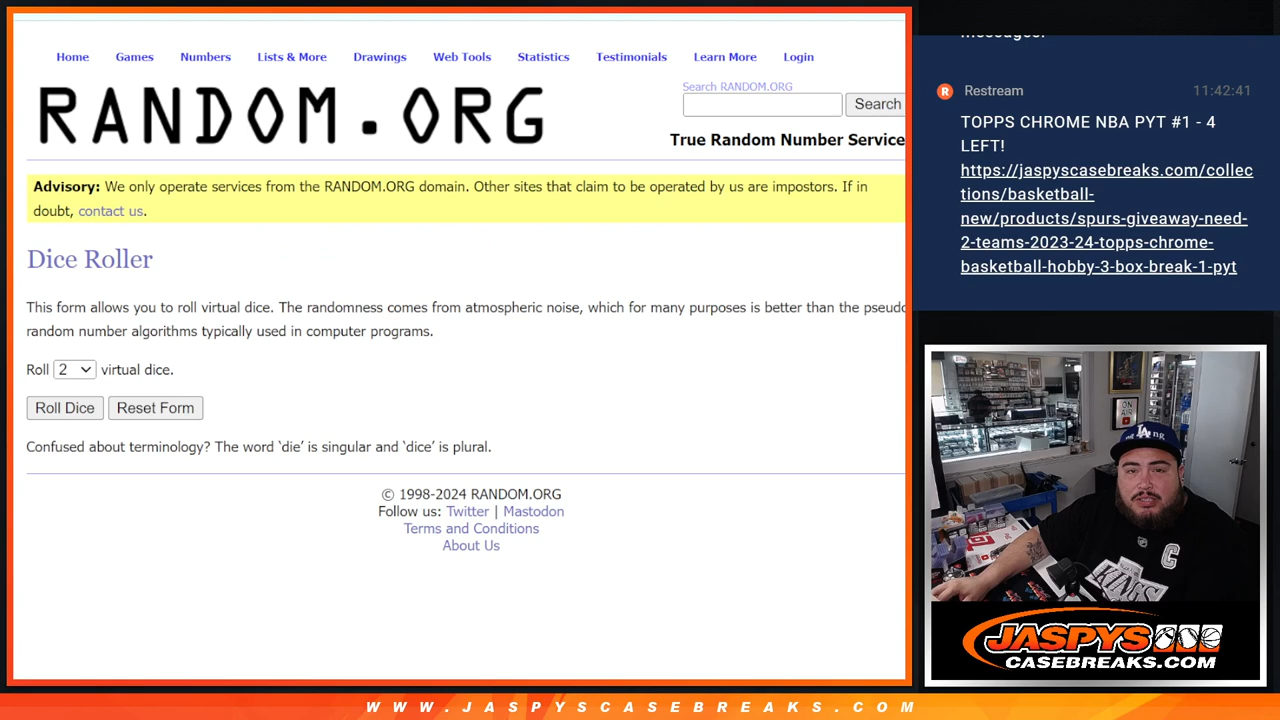 Home Games Numbers Lists & More Drawings Web Tools Statistics Testimonials Learn More Login
RANDOM.ORG
Search RANDOM.ORG
Search
True Random Number Service
Advisory: We only operate services from the RANDOM.ORG domain. Other sites that claim to be operated by us are impostors. If in
doubt, contact us.
Dice Roller
This form allows you to roll virtual dice. The randomness comes from atmospheric noise, which for many purposes is better than the pseudo
random number algorithms typically used in computer programs.
Roll 2 virtual dice.
Roll Dice Reset Form
Confused about terminology? The word ‘die’ is singular and ‘dice’ is plural.
© 1998-2024 RANDOM.ORG
Follow us: Twitter | Mastodon
Terms and Conditions
About Us
messages.
R Restream 11:42:41
TOPPS CHROME NBA PYT #1 - 4
LEFT!
https://jaspyscasebreaks.com/collec
tions/basketball-
new/products/spurs-giveaway-need-
2-teams-2023-24-topps-chrome-
basketball-hobby-3-box-break-1-pyt
ON
AIR
LA
C
KINGS
JASPYS
CASEBREAKS.COM
WWW.JASPYSCASEBREAKS.COM